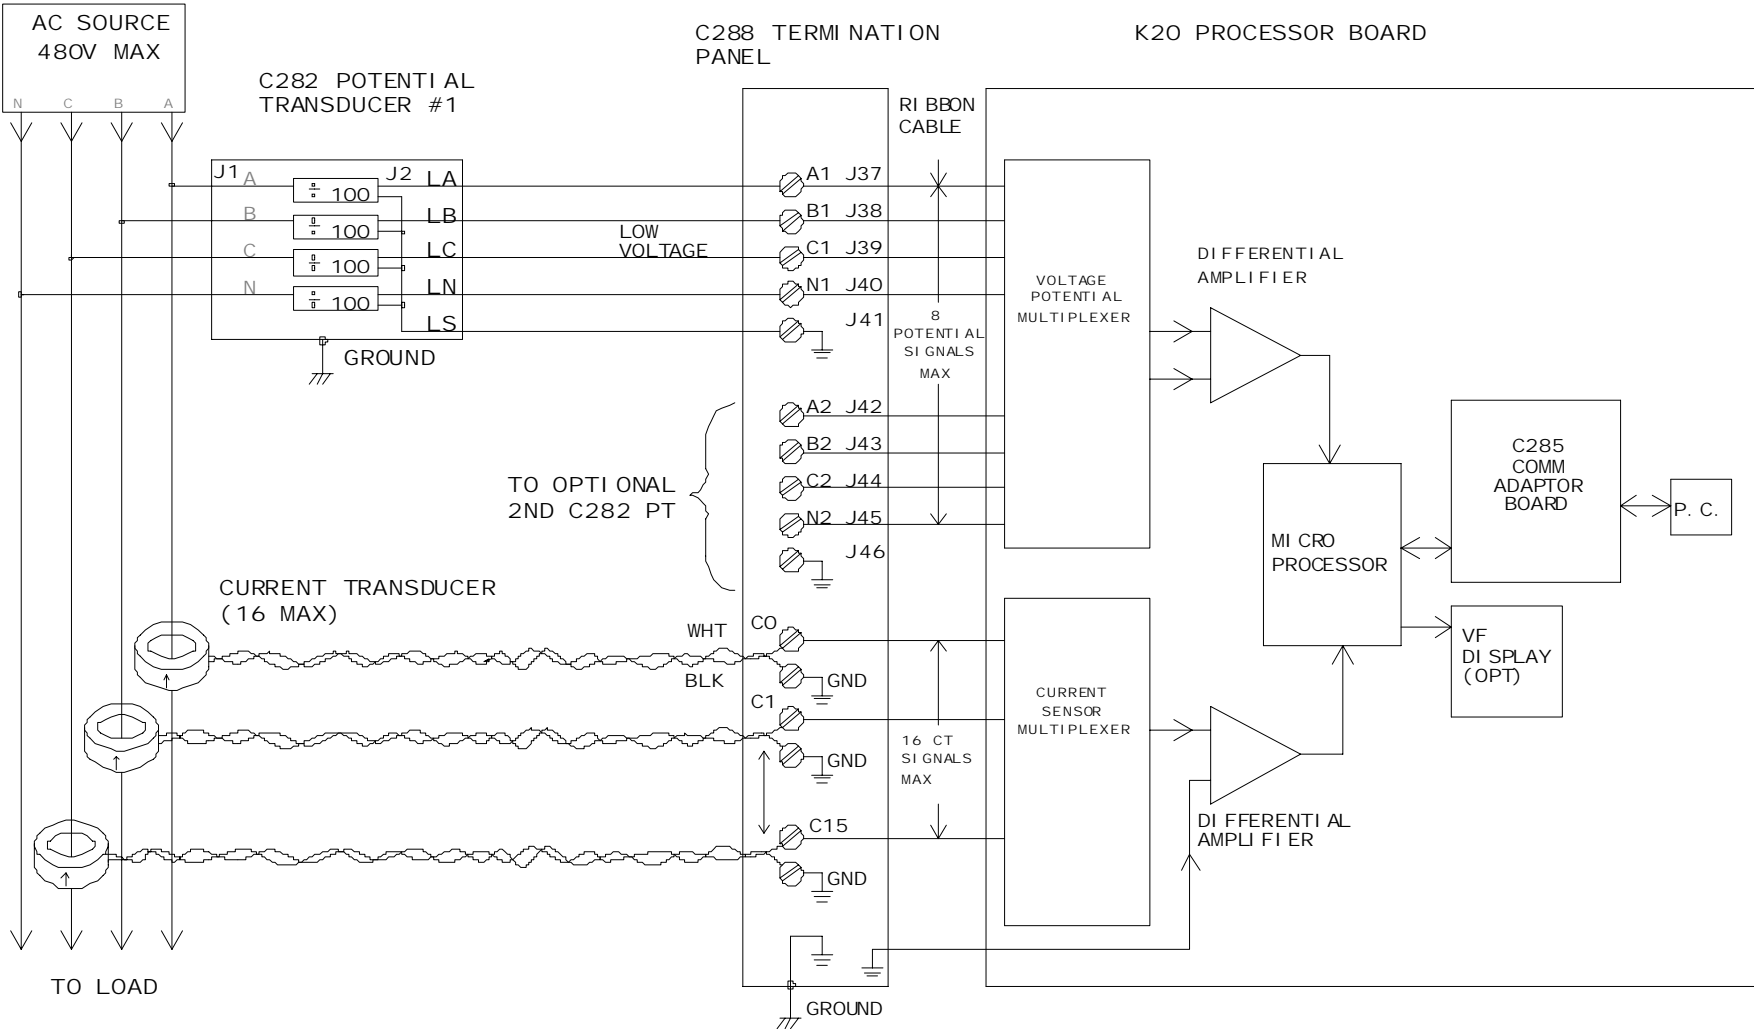 AC SOURCE
480V MAX
N C B A
C282 POTENTIAL
TRANSDUCER #1
C288 TERMINATION
PANEL
K20 PROCESSOR BOARD
RIBBON
CABLE
J1 A
J2 LA
÷ 100
B
LB
÷ 100
C
LC
÷ 100
N
LN
÷ 100
LS
GROUND
LOW
VOLTAGE
A1 J37
B1 J38
C1 J39
N1 J40
J41
8
POTENTIAL
SIGNALS
MAX
VOLTAGE
POTENTIAL
MULTIPLEXER
DIFFERENTIAL
AMPLIFIER
TO OPTIONAL
2ND C282 PT
A2 J42
B2 J43
C2 J44
N2 J45
J46
C285
COMM
ADAPTOR
BOARD
P.C.
MICRO
PROCESSOR
VF
DISPLAY
(OPT)
CURRENT TRANSDUCER
(16 MAX)
WHT
C0
BLK
GND
C1
GND
C15
GND
16 CT
SIGNALS
MAX
CURRENT
SENSOR
MULTIPLEXER
DIFFERENTIAL
AMPLIFIER
TO LOAD
GROUND